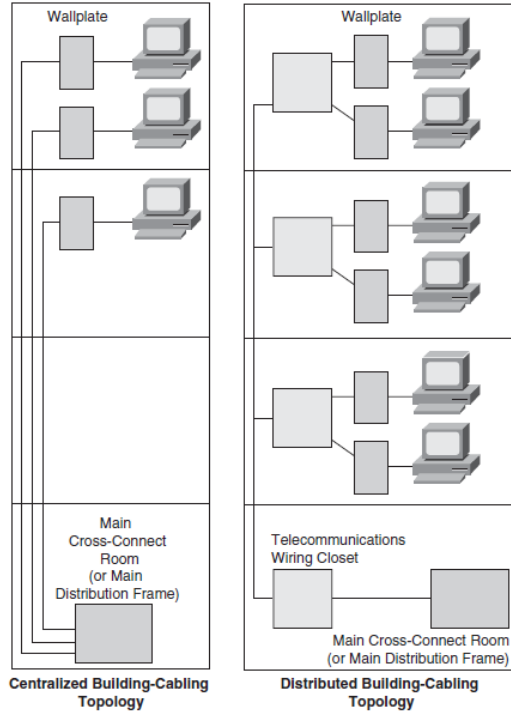 Wallplate
Main
Cross-Connect
Room
(or Main
Distribution Frame)
Centralized Building-Cabling
Topology
Wallplate
Telecommunications
Wiring Closet
Main Cross-Connect Room
(or Main Distribution Frame)
Distributed Building-Cabling
Topology